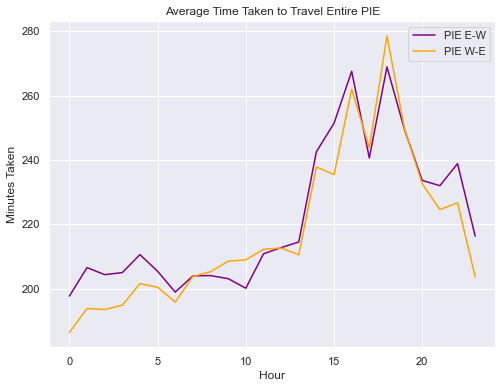 Average Time Taken to Travel Entire PIE
PIE E-W
PIE W-E
280
260
240
220
200
Minutes Taken
0 5 10 15 20
Hour